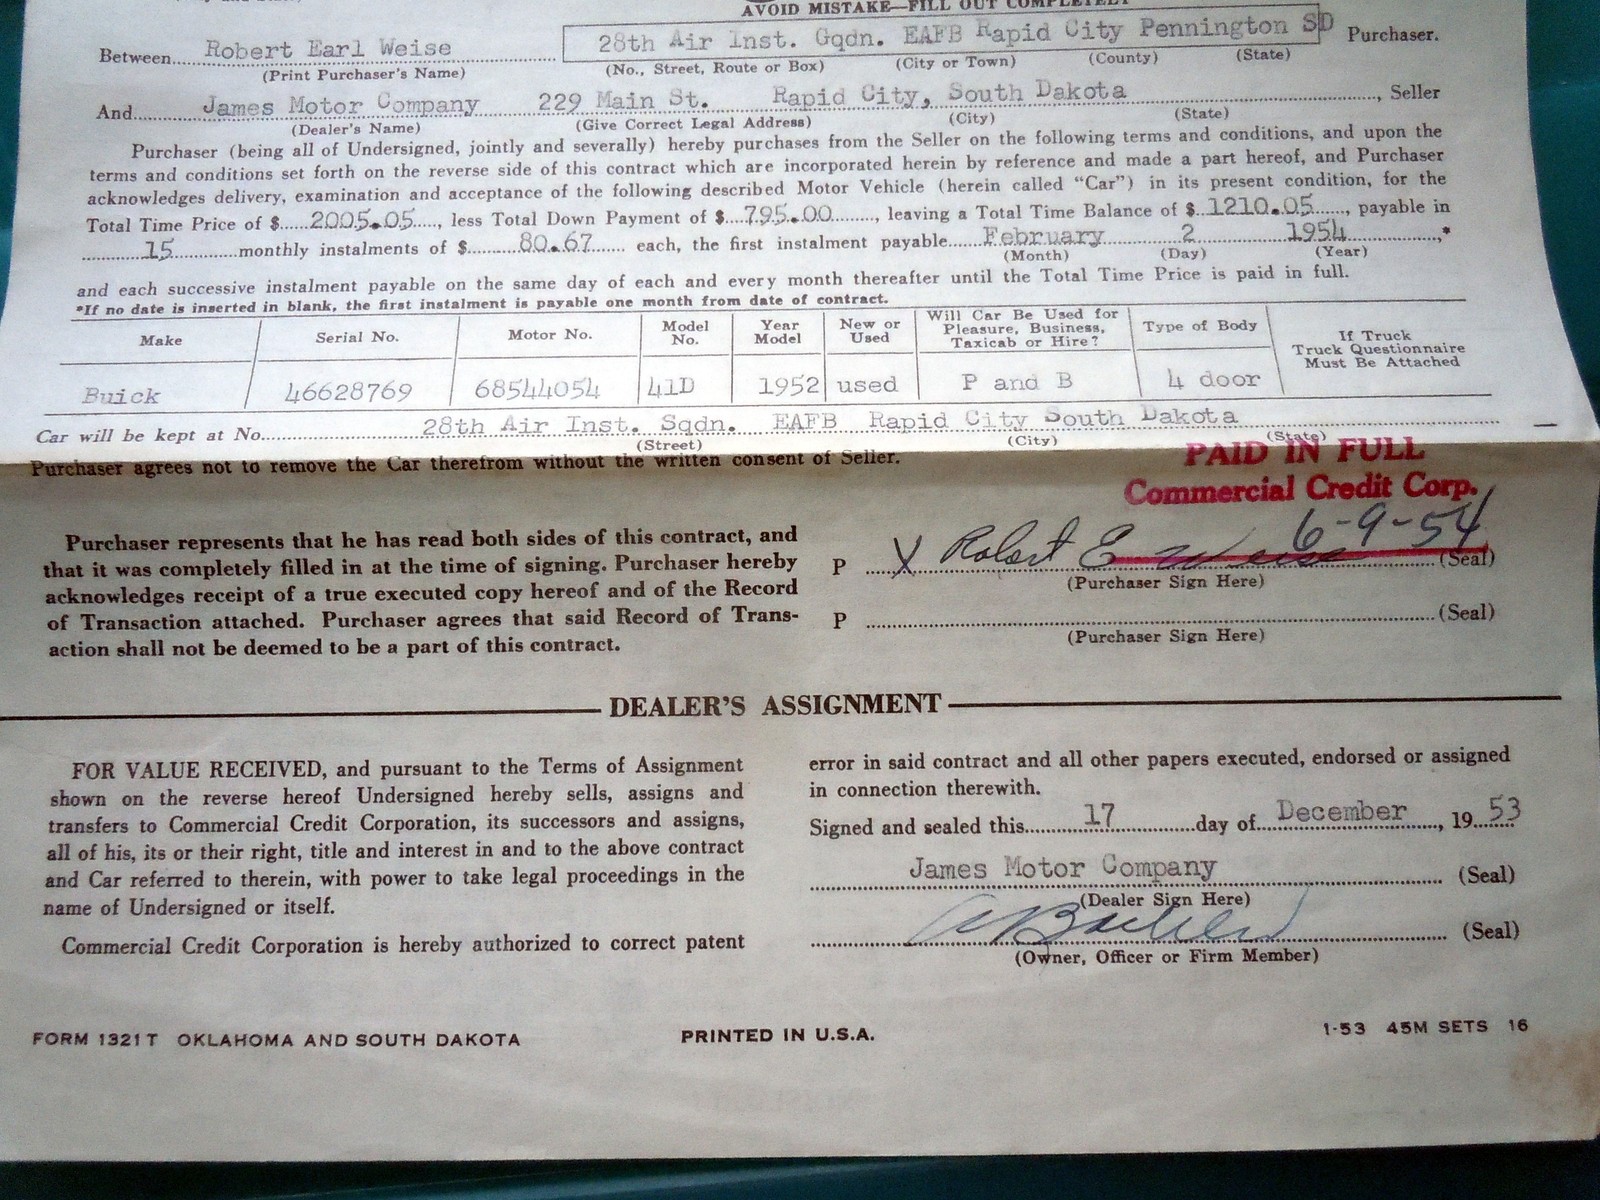 AVOID MISTAKE—FILL OUT COMPLETELY
Between Robert Earl Weise 28th Air Inst. Gqdn. EAFB Rapid City Pennington SD Purchaser.
(Print Purchaser's Name) (No., Street, Route or Box) (City or Town) (County) (State)
And James Motor Company 229 Main St. Rapid City, South Dakota, Seller
(Dealer's Name) (Give Correct Legal Address) (City) (State)
Purchaser (being all of Undersigned, jointly and severally) hereby purchases from the Seller on the following terms and conditions, and upon the
terms and conditions set forth on the reverse side of this contract which are incorporated herein by reference and made a part hereof, and Purchaser
acknowledges delivery, examination and acceptance of the following described Motor Vehicle (herein called "Car") in its present condition, for the
Total Time Price of $ 2005.05, less Total Down Payment of $ 795.00, leaving a Total Time Balance of $ 1210.05, payable in
15 monthly instalments of $ 80.67 each, the first instalment payable February 2 1954,*
(Month) (Day) (Year)
and each successive instalment payable on the same day of each and every month thereafter until the Total Time Price is paid in full.
*If no date is inserted in blank, the first instalment is payable one month from date of contract.
Make Serial No. Motor No. Model No. Year Model New or Used Will Car Be Used for Pleasure, Business, Taxicab or Hire? Type of Body If Truck Truck Questionnaire Must Be Attached
Buick 46628769 68544054 41D 1952 used P and B 4 door
Car will be kept at No. 28th Air Inst. Sqdn. EAFB Rapid City South Dakota
(Street) (City) (State)
Purchaser agrees not to remove the Car therefrom without the written consent of Seller.
PAID IN FULL
Commercial Credit Corp.
6-9-54
Purchaser represents that he has read both sides of this contract, and
that it was completely filled in at the time of signing. Purchaser hereby
acknowledges receipt of a true executed copy hereof and of the Record
of Transaction attached. Purchaser agrees that said Record of Trans-
action shall not be deemed to be a part of this contract.
P X Robert E Weise (Seal)
(Purchaser Sign Here)
P (Seal)
(Purchaser Sign Here)
DEALER'S ASSIGNMENT
FOR VALUE RECEIVED, and pursuant to the Terms of Assignment
shown on the reverse hereof Undersigned hereby sells, assigns and
transfers to Commercial Credit Corporation, its successors and assigns,
all of his, its or their right, title and interest in and to the above contract
and Car referred to therein, with power to take legal proceedings in the
name of Undersigned or itself.
Commercial Credit Corporation is hereby authorized to correct patent
error in said contract and all other papers executed, endorsed or assigned
in connection therewith.
Signed and sealed this 17 day of December, 19 53
James Motor Company (Seal)
(Dealer Sign Here)
(Seal)
(Owner, Officer or Firm Member)
FORM 1321 T OKLAHOMA AND SOUTH DAKOTA PRINTED IN U.S.A. 1-53 45M SETS 16